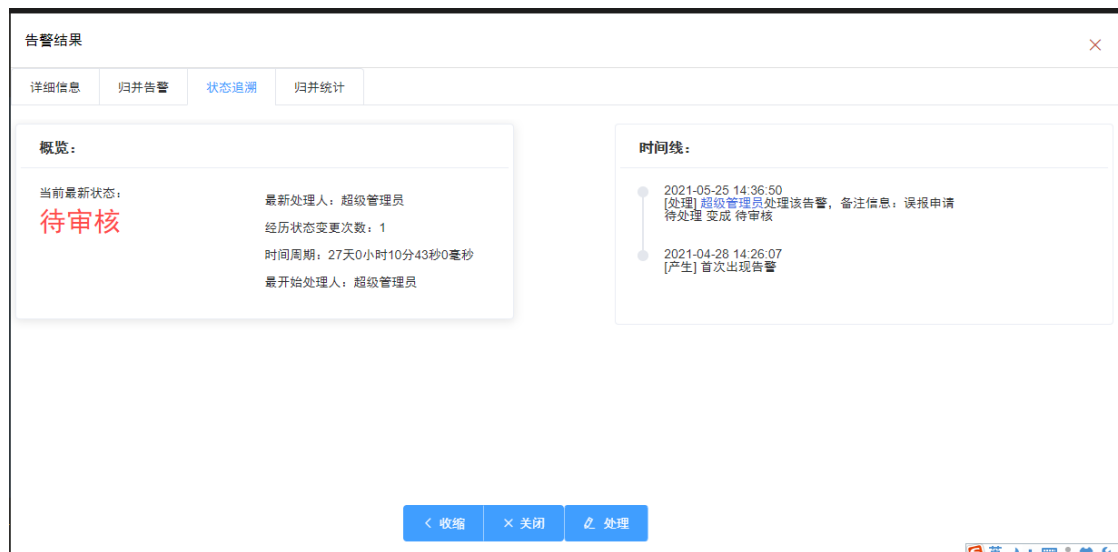 告警结果
详细信息 归并告警 状态追溯 归并统计
概览：
当前最新状态：
待审核
最新处理人：超级管理员
经历状态变更次数：1
时间周期：27天0小时10分43秒0毫秒
最开始处理人：超级管理员
时间线：
2021-05-25 14:36:50
[处理] 超级管理员处理该告警，备注信息：误报申请
待处理 变成 待审核
2021-04-28 14:26:07
[产生] 首次出现告警
收缩 关闭 处理
英